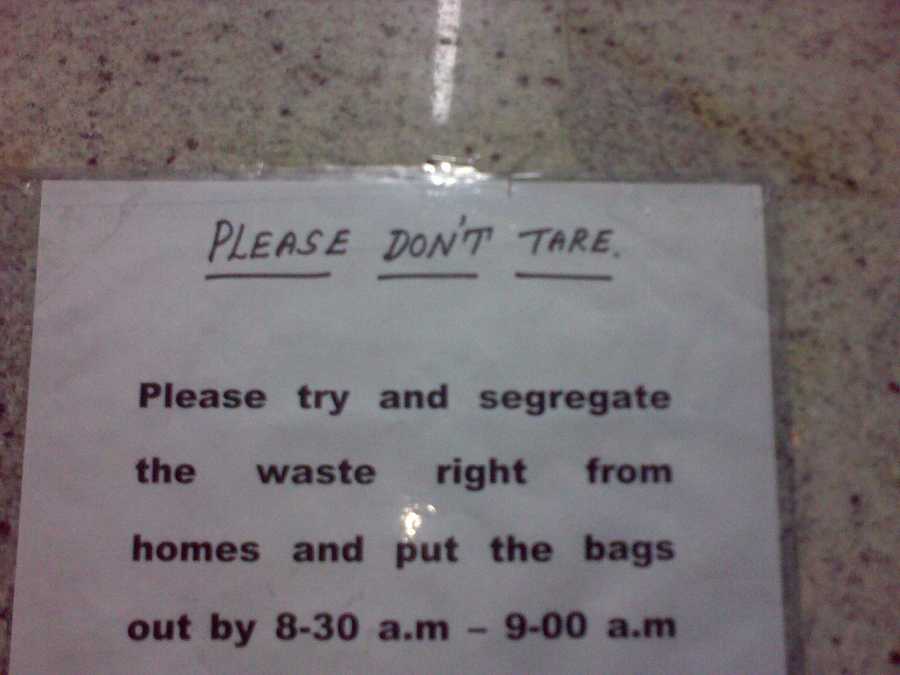 PLEASE DON'T TARE.
Please try and segregate
the waste right from
homes and put the bags
out by 8-30 a.m – 9-00 a.m